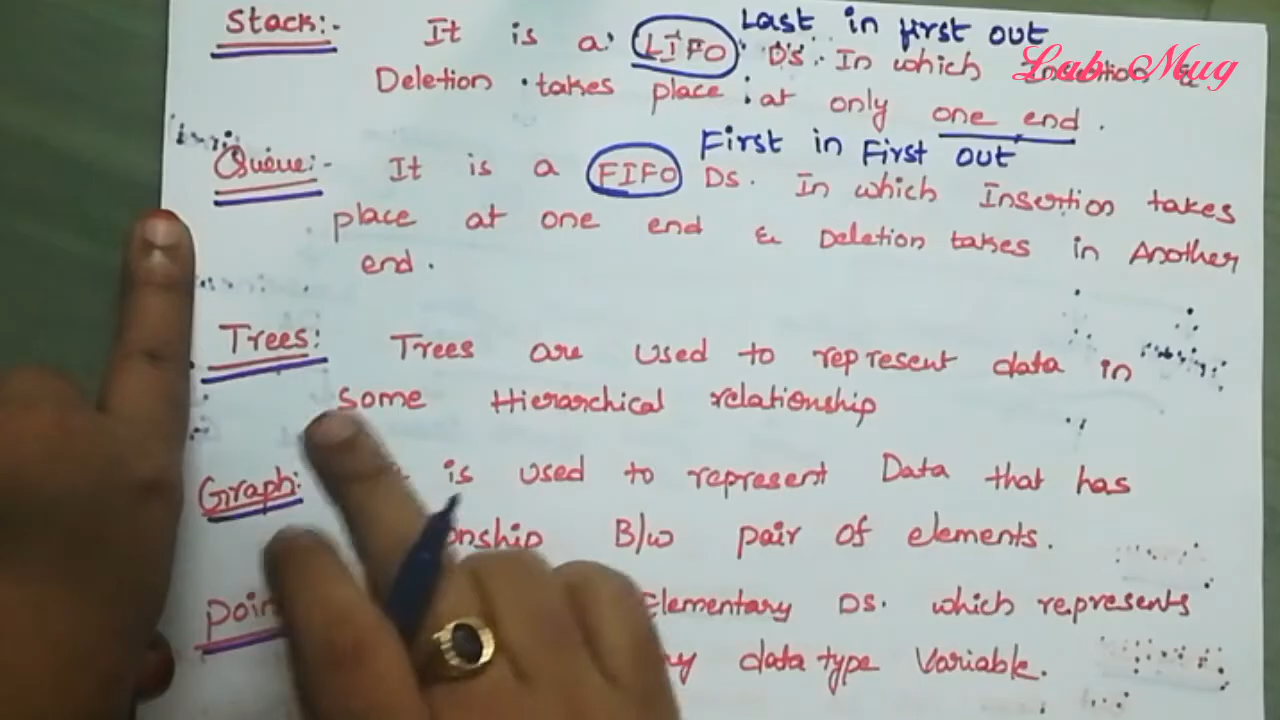 Stack:- It is a LIFO Last in first out
DS. In which Insertion &
Deletion takes place at only one end.
Queue:- It is a FIFO First in First out
DS. In which Insertion takes
place at one end & Deletion takes in Another
end.
Trees: Trees are used to represent data in
some Hierarchical relationship
Graph: is used to represent Data that has
onship B/w pair of elements.
Poin Elementary DS. which represents
data type Variable.
Lab Mug